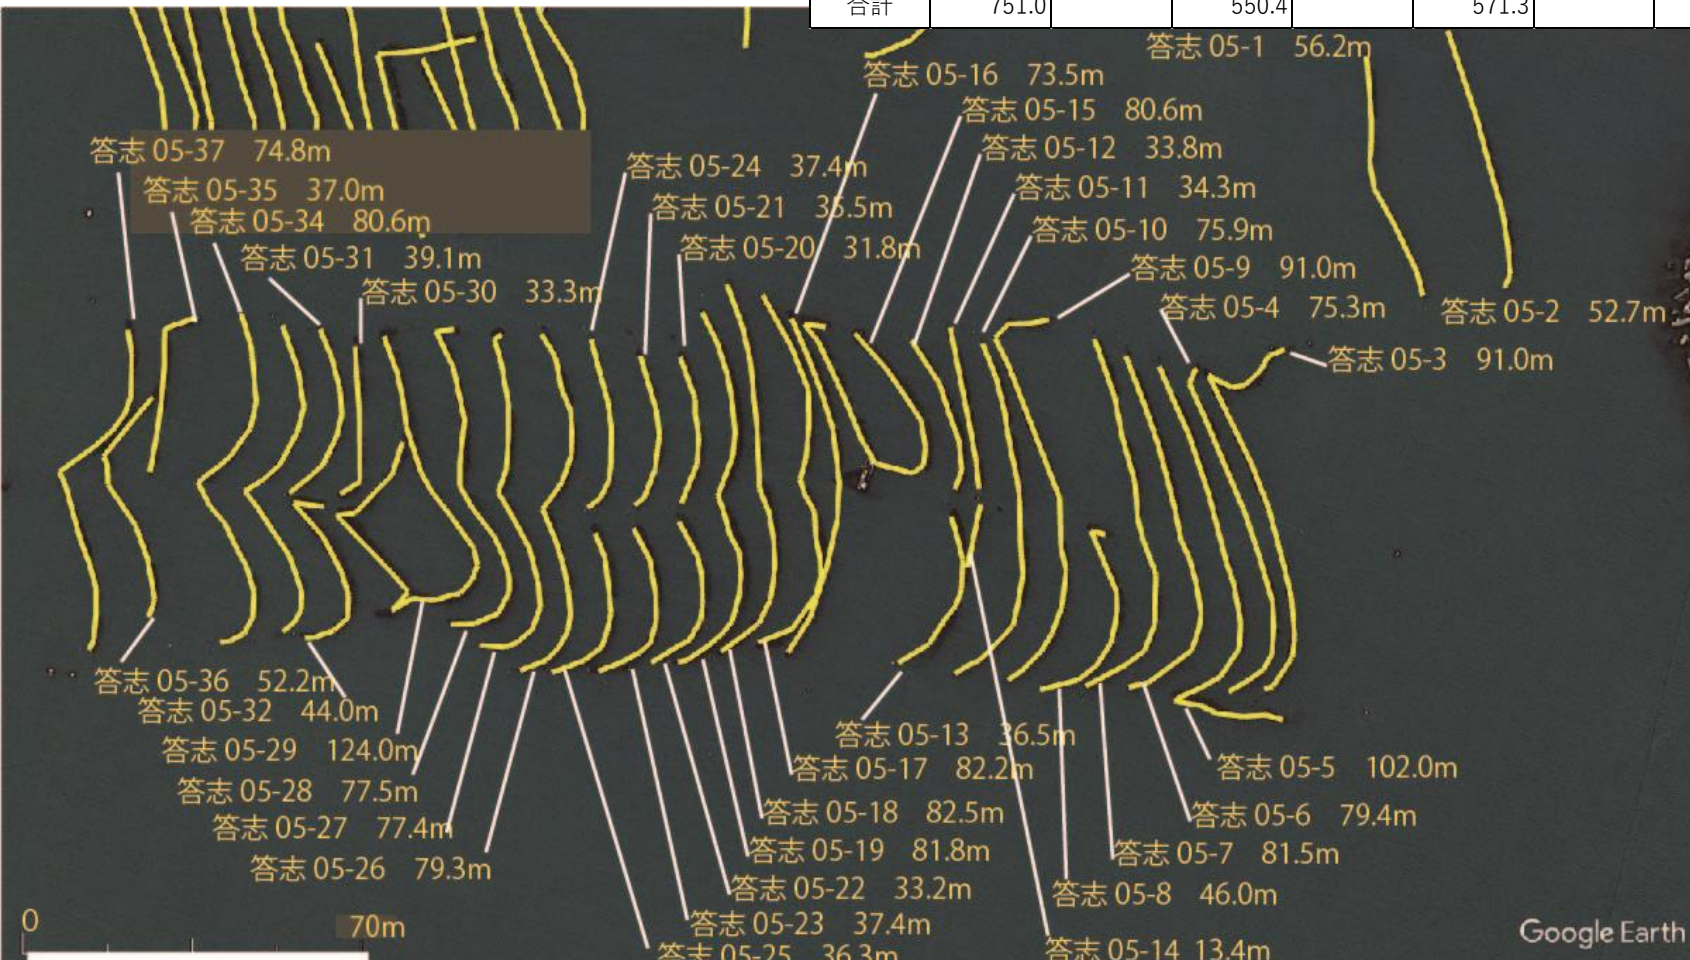 合計 751.0 550.4 571.3
答志 05-1 56.2m
答志 05-16 73.5m
答志 05-15 80.6m
答志 05-37 74.8m
答志 05-12 33.8m
答志 05-24 37.4m
答志 05-35 37.0m
答志 05-11 34.3m
答志 05-21 35.5m
答志 05-34 80.6m
答志 05-10 75.9m
答志 05-20 31.8m
答志 05-31 39.1m
答志 05-9 91.0m
答志 05-30 33.3m
答志 05-4 75.3m
答志 05-2 52.7m
答志 05-3 91.0m
答志 05-36 52.2m
答志 05-32 44.0m
答志 05-13 36.5m
答志 05-29 124.0m
答志 05-17 82.2m
答志 05-5 102.0m
答志 05-28 77.5m
答志 05-18 82.5m
答志 05-6 79.4m
答志 05-27 77.4m
答志 05-19 81.8m
答志 05-7 81.5m
答志 05-26 79.3m
答志 05-22 33.2m
答志 05-8 46.0m
答志 05-23 37.4m
0 70m
答志 05-25 36.3m
答志 05-14 13.4m
Google Earth